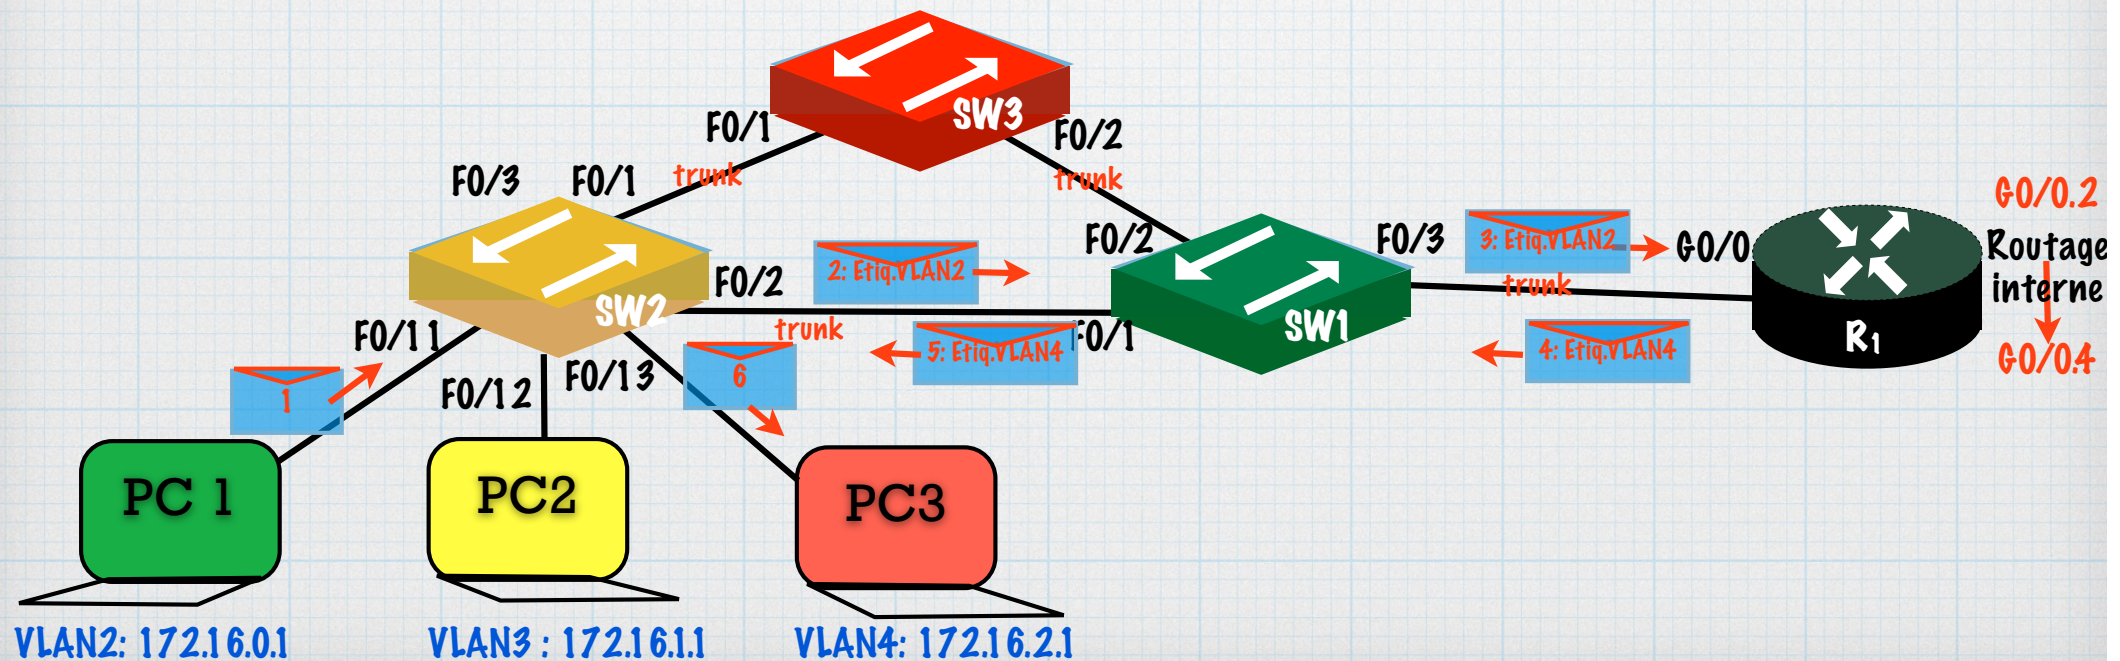 SW3
F0/1
F0/2
trunk
trunk
F0/3
F0/1
SW2
F0/2
2: Etiq.VLAN2
trunk
5: Etiq.VLAN4
F0/2
F0/1
SW1
F0/3
3: Etiq.VLAN2
trunk
4: Etiq.VLAN4
G0/0
R1
G0/0.2
Routage
interne
G0/0.4
F0/11
F0/12
F0/13
1
6
PC 1
PC2
PC3
VLAN2: 172.16.0.1
VLAN3 : 172.16.1.1
VLAN4: 172.16.2.1